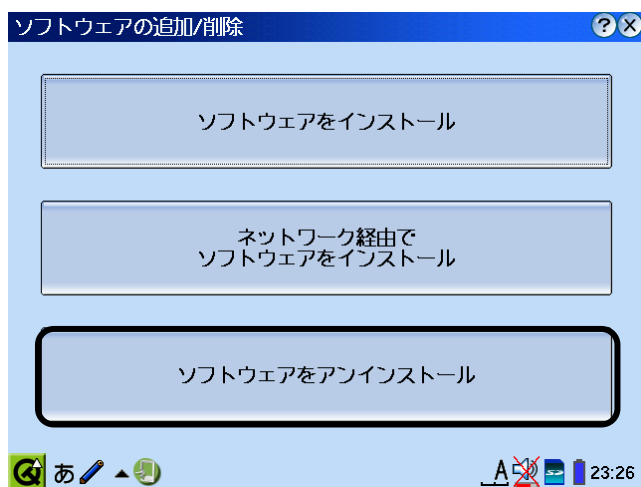 ソフトウェアの追加/削除
?
X
ソフトウェアをインストール
ネットワーク経由で
ソフトウェアをインストール
ソフトウェアをアンインストール
あ
A
SD
23:26